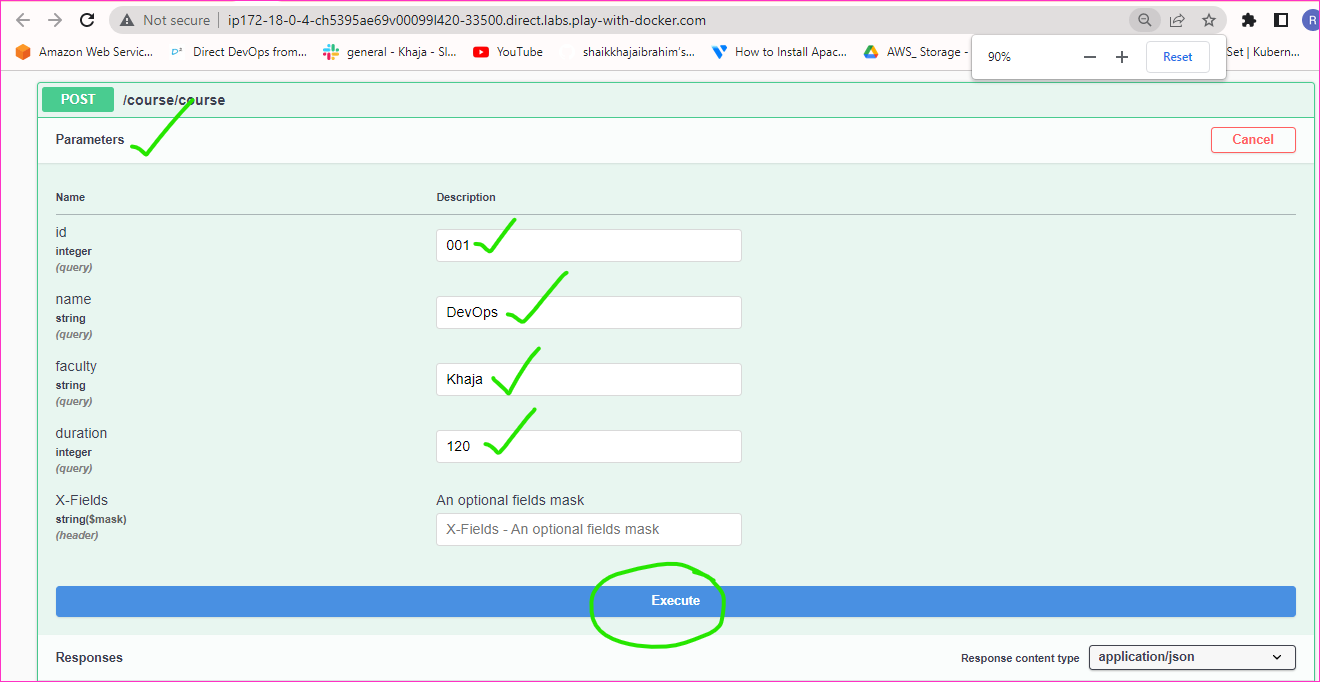 Not secure | ip172-18-0-4-ch5395ae69v00099l420-33500.direct.labs.play-with-docker.com
R
Amazon Web Servic... Direct DevOps from... general - Khaja - Sl... YouTube shaikkhajaibrahim's... How to Install Apac... AWS_ Storage - Set | Kubern...
90% Reset
POST /course/course
Parameters
Cancel
Name Description
id
integer
(query)
001
name
string
(query)
DevOps
faculty
string
(query)
Khaja
duration
integer
(query)
120
X-Fields
string($mask)
(header)
An optional fields mask
X-Fields - An optional fields mask
Execute
Responses
Response content type application/json